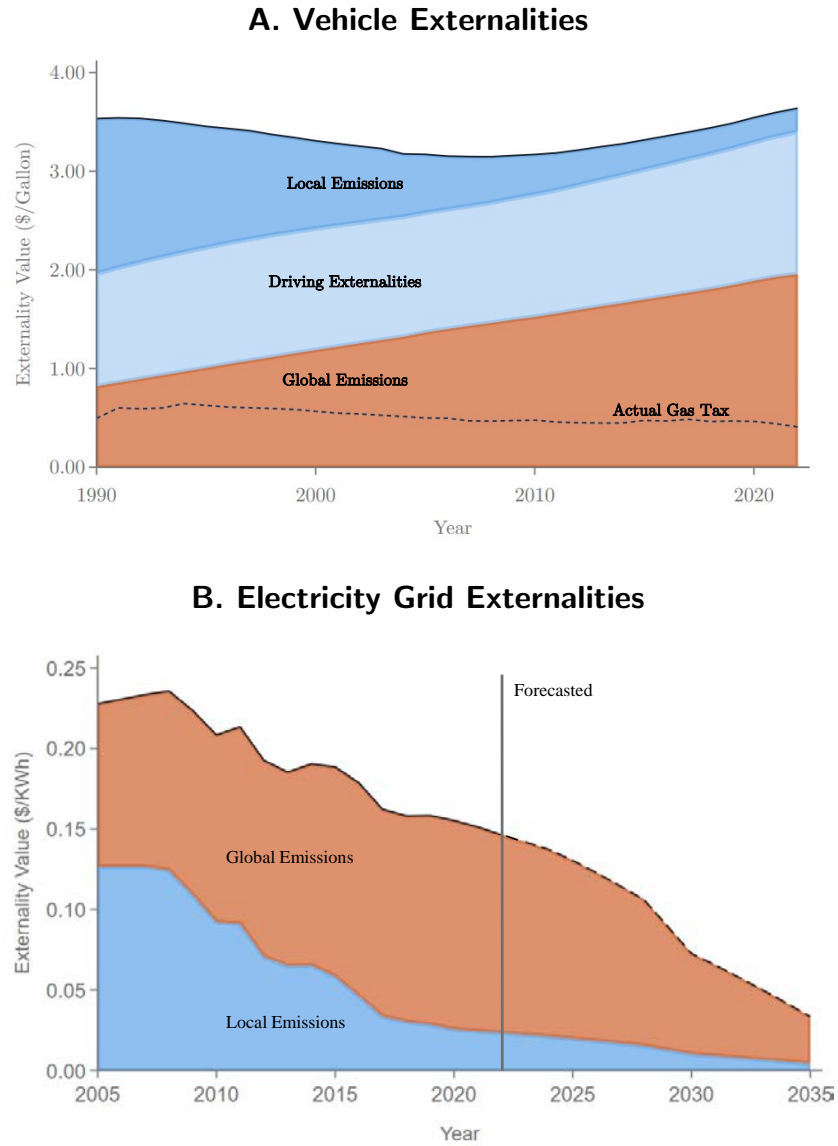 A. Vehicle Externalities
4.00
3.00
2.00
1.00
0.00
Externality Value ($/Gallon)
Local Emissions
Driving Externalities
Global Emissions
Actual Gas Tax
1990
2000
2010
2020
Year
B. Electricity Grid Externalities
0.25
0.20
0.15
0.10
0.05
0.00
Externality Value ($/KWh)
Forecasted
Global Emissions
Local Emissions
2005
2010
2015
2020
2025
2030
2035
Year